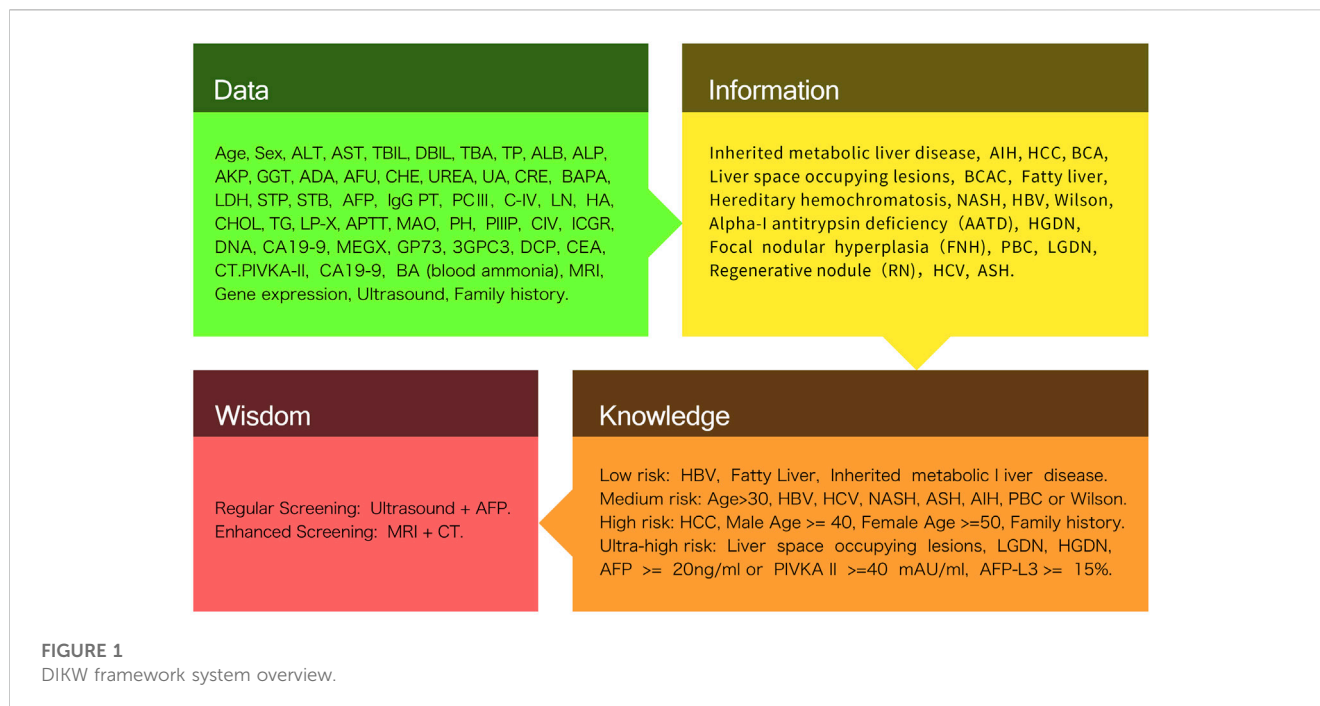 Data
Age, Sex, ALT, AST, TBIL, DBIL, TBA, TP, ALB, ALP,
AKP, GGT, ADA, AFU, CHE, UREA, UA, CRE, BAPA,
LDH, STP, STB, AFP, IgG PT, PCIII, C-IV, LN, HA,
CHOL, TG, LP-X, APTT, MAO, PH, PIIIP, CIV, ICGR,
DNA, CA19-9, MEGX, GP73, 3GPC3, DCP, CEA,
CT.PIVKA-II, CA19-9, BA (blood ammonia), MRI,
Gene expression, Ultrasound, Family history.
Information
Inherited metabolic liver disease, AIH, HCC, BCA,
Liver space occupying lesions, BCAC, Fatty liver,
Hereditary hemochromatosis, NASH, HBV, Wilson,
Alpha-I antitrypsin deficiency (AATD), HGDN,
Focal nodular hyperplasia (FNH), PBC, LGDN,
Regenerative nodule (RN), HCV, ASH.
Wisdom
Regular Screening: Ultrasound + AFP.
Enhanced Screening: MRI + CT.
Knowledge
Low risk: HBV, Fatty Liver, Inherited metabolic l iver disease.
Medium risk: Age>30, HBV, HCV, NASH, ASH, AIH, PBC or Wilson.
High risk: HCC, Male Age >= 40, Female Age >=50, Family history.
Ultra-high risk: Liver space occupying lesions, LGDN, HGDN,
AFP >= 20ng/ml or PIVKA II >=40 mAU/ml, AFP-L3 >= 15%.
FIGURE 1
DIKW framework system overview.